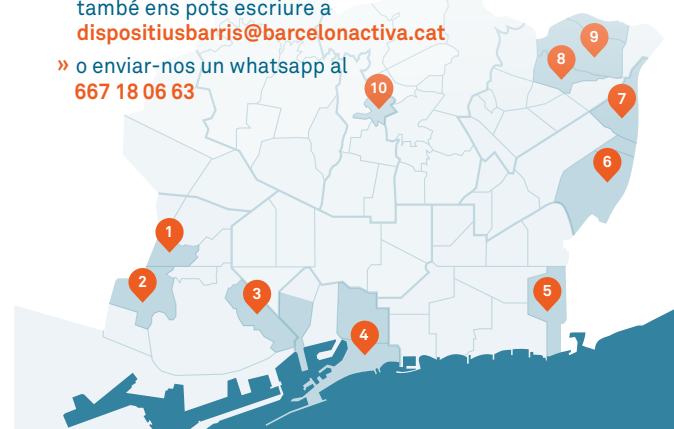 també ens pots escriure a
dispositiusbarris@barcelonactiva.cat
» o enviar-nos un whatsapp al
667 18 06 63
9
8
10
7
6
1
2
3
5
4